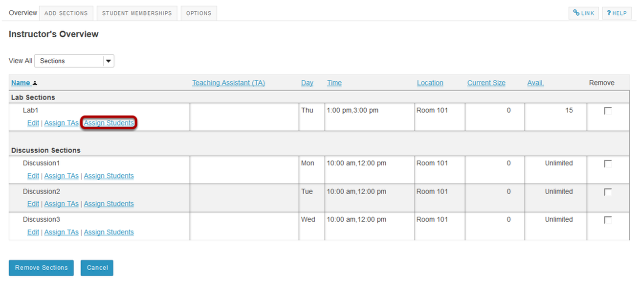 Overview ADD SECTIONS STUDENT MEMBERSHIPS OPTIONS LINK ? HELP
Instructor's Overview
View All Sections
Name Teaching Assistant (TA) Day Time Location Current Size Avail. Remove
Lab Sections
Lab1 Thu 1:00 pm,3:00 pm Room 101 0 15
Edit | Assign TAs | Assign Students
Discussion Sections
Discussion1 Mon 10:00 am,12:00 pm Room 101 0 Unlimited
Edit | Assign TAs | Assign Students
Discussion2 Tue 10:00 am,12:00 pm Room 101 0 Unlimited
Edit | Assign TAs | Assign Students
Discussion3 Wed 10:00 am,12:00 pm Room 101 0 Unlimited
Edit | Assign TAs | Assign Students
Remove Sections Cancel